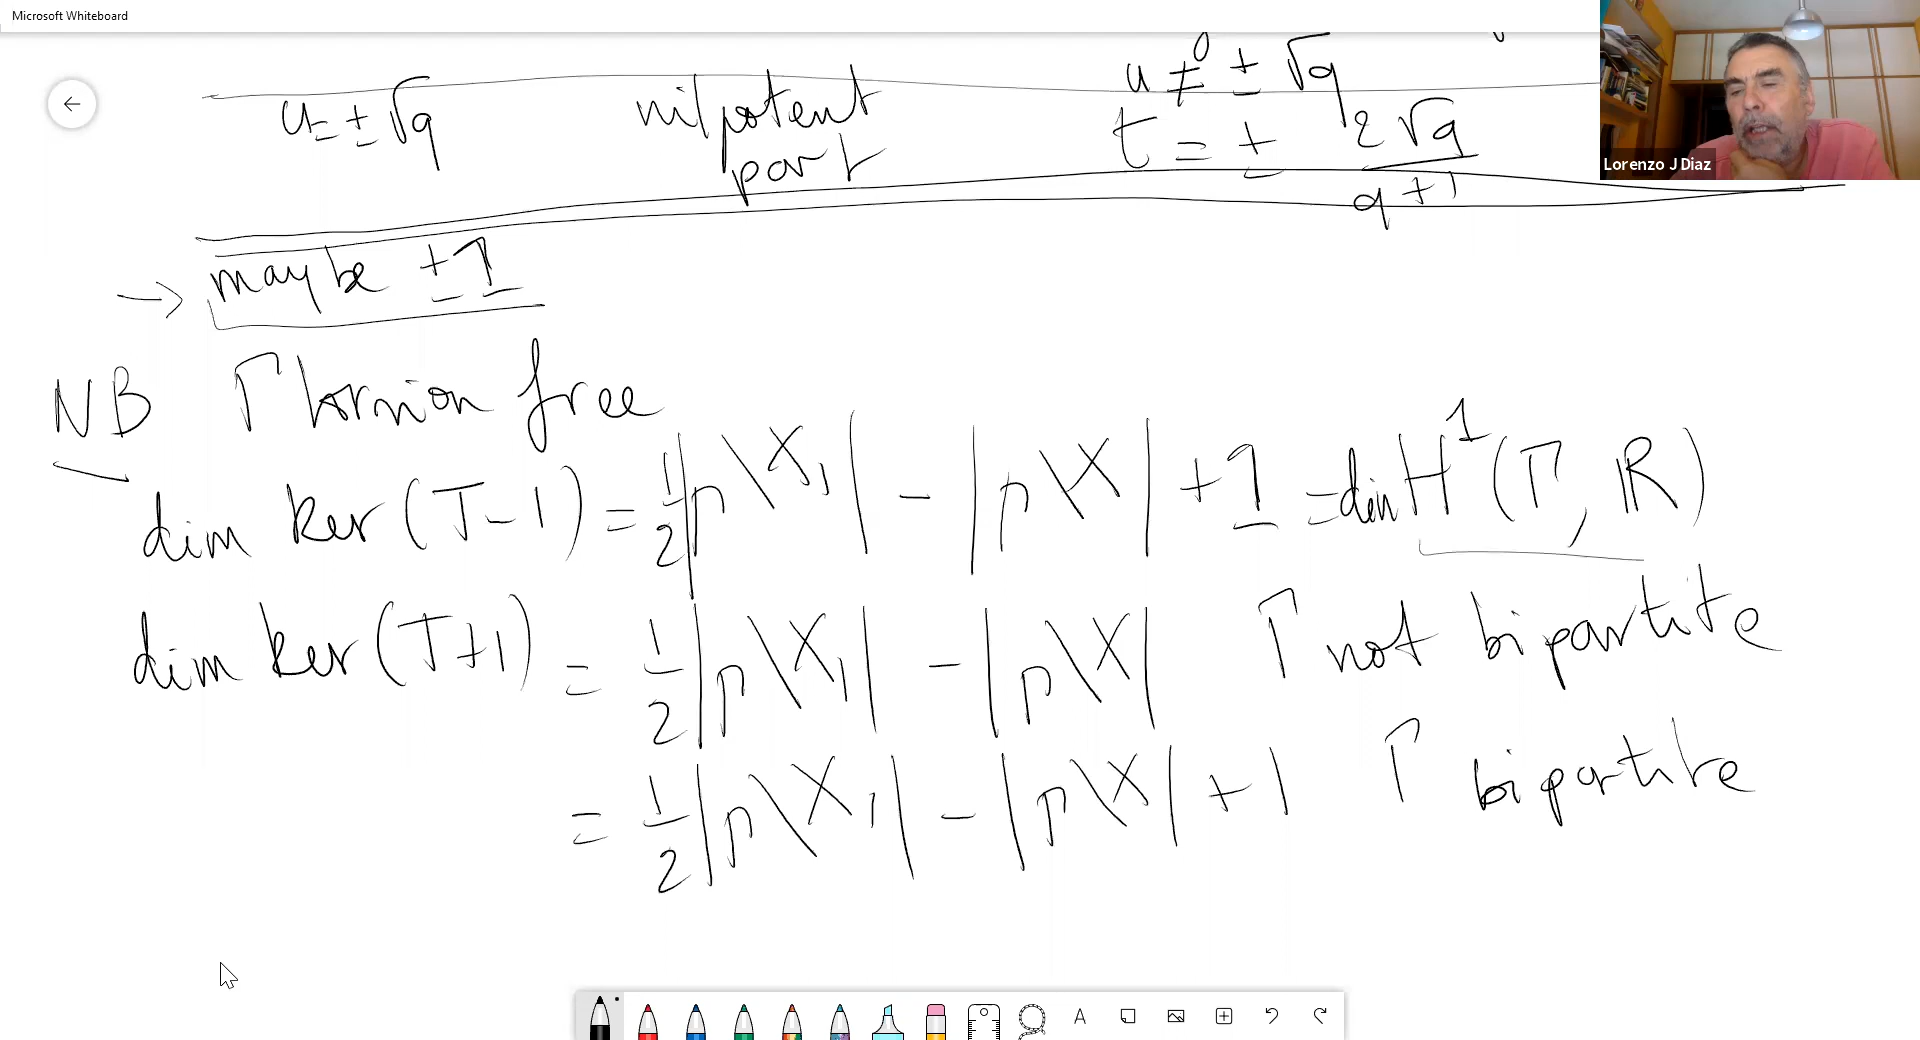 Microsoft Whiteboard
u ≠ ± √q
u = ± √q nilpotent part t = ± 2√q / (q+1)
Lorenzo J Diaz
→ maybe ±1
NB Γ torsion free
dim ker (T-1) = 1/2 |Γ\X₁| - |Γ\X| + 1 = dim H¹(Γ, ℝ)
dim ker (T+1) = 1/2 |Γ\X₁| - |Γ\X| Γ not bipartite
= 1/2 |Γ\X₁| - |Γ\X| + 1 Γ bipartite
A